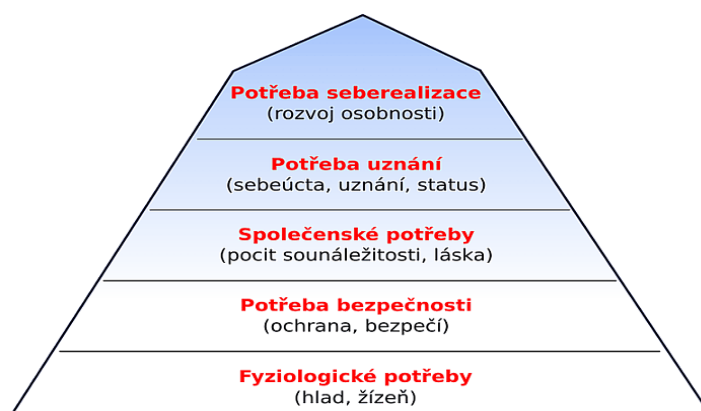 Potřeba seberealizace
(rozvoj osobnosti)
Potřeba uznání
(sebeúcta, uznání, status)
Společenské potřeby
(pocit sounáležitosti, láska)
Potřeba bezpečnosti
(ochrana, bezpečí)
Fyziologické potřeby
(hlad, žízeň)